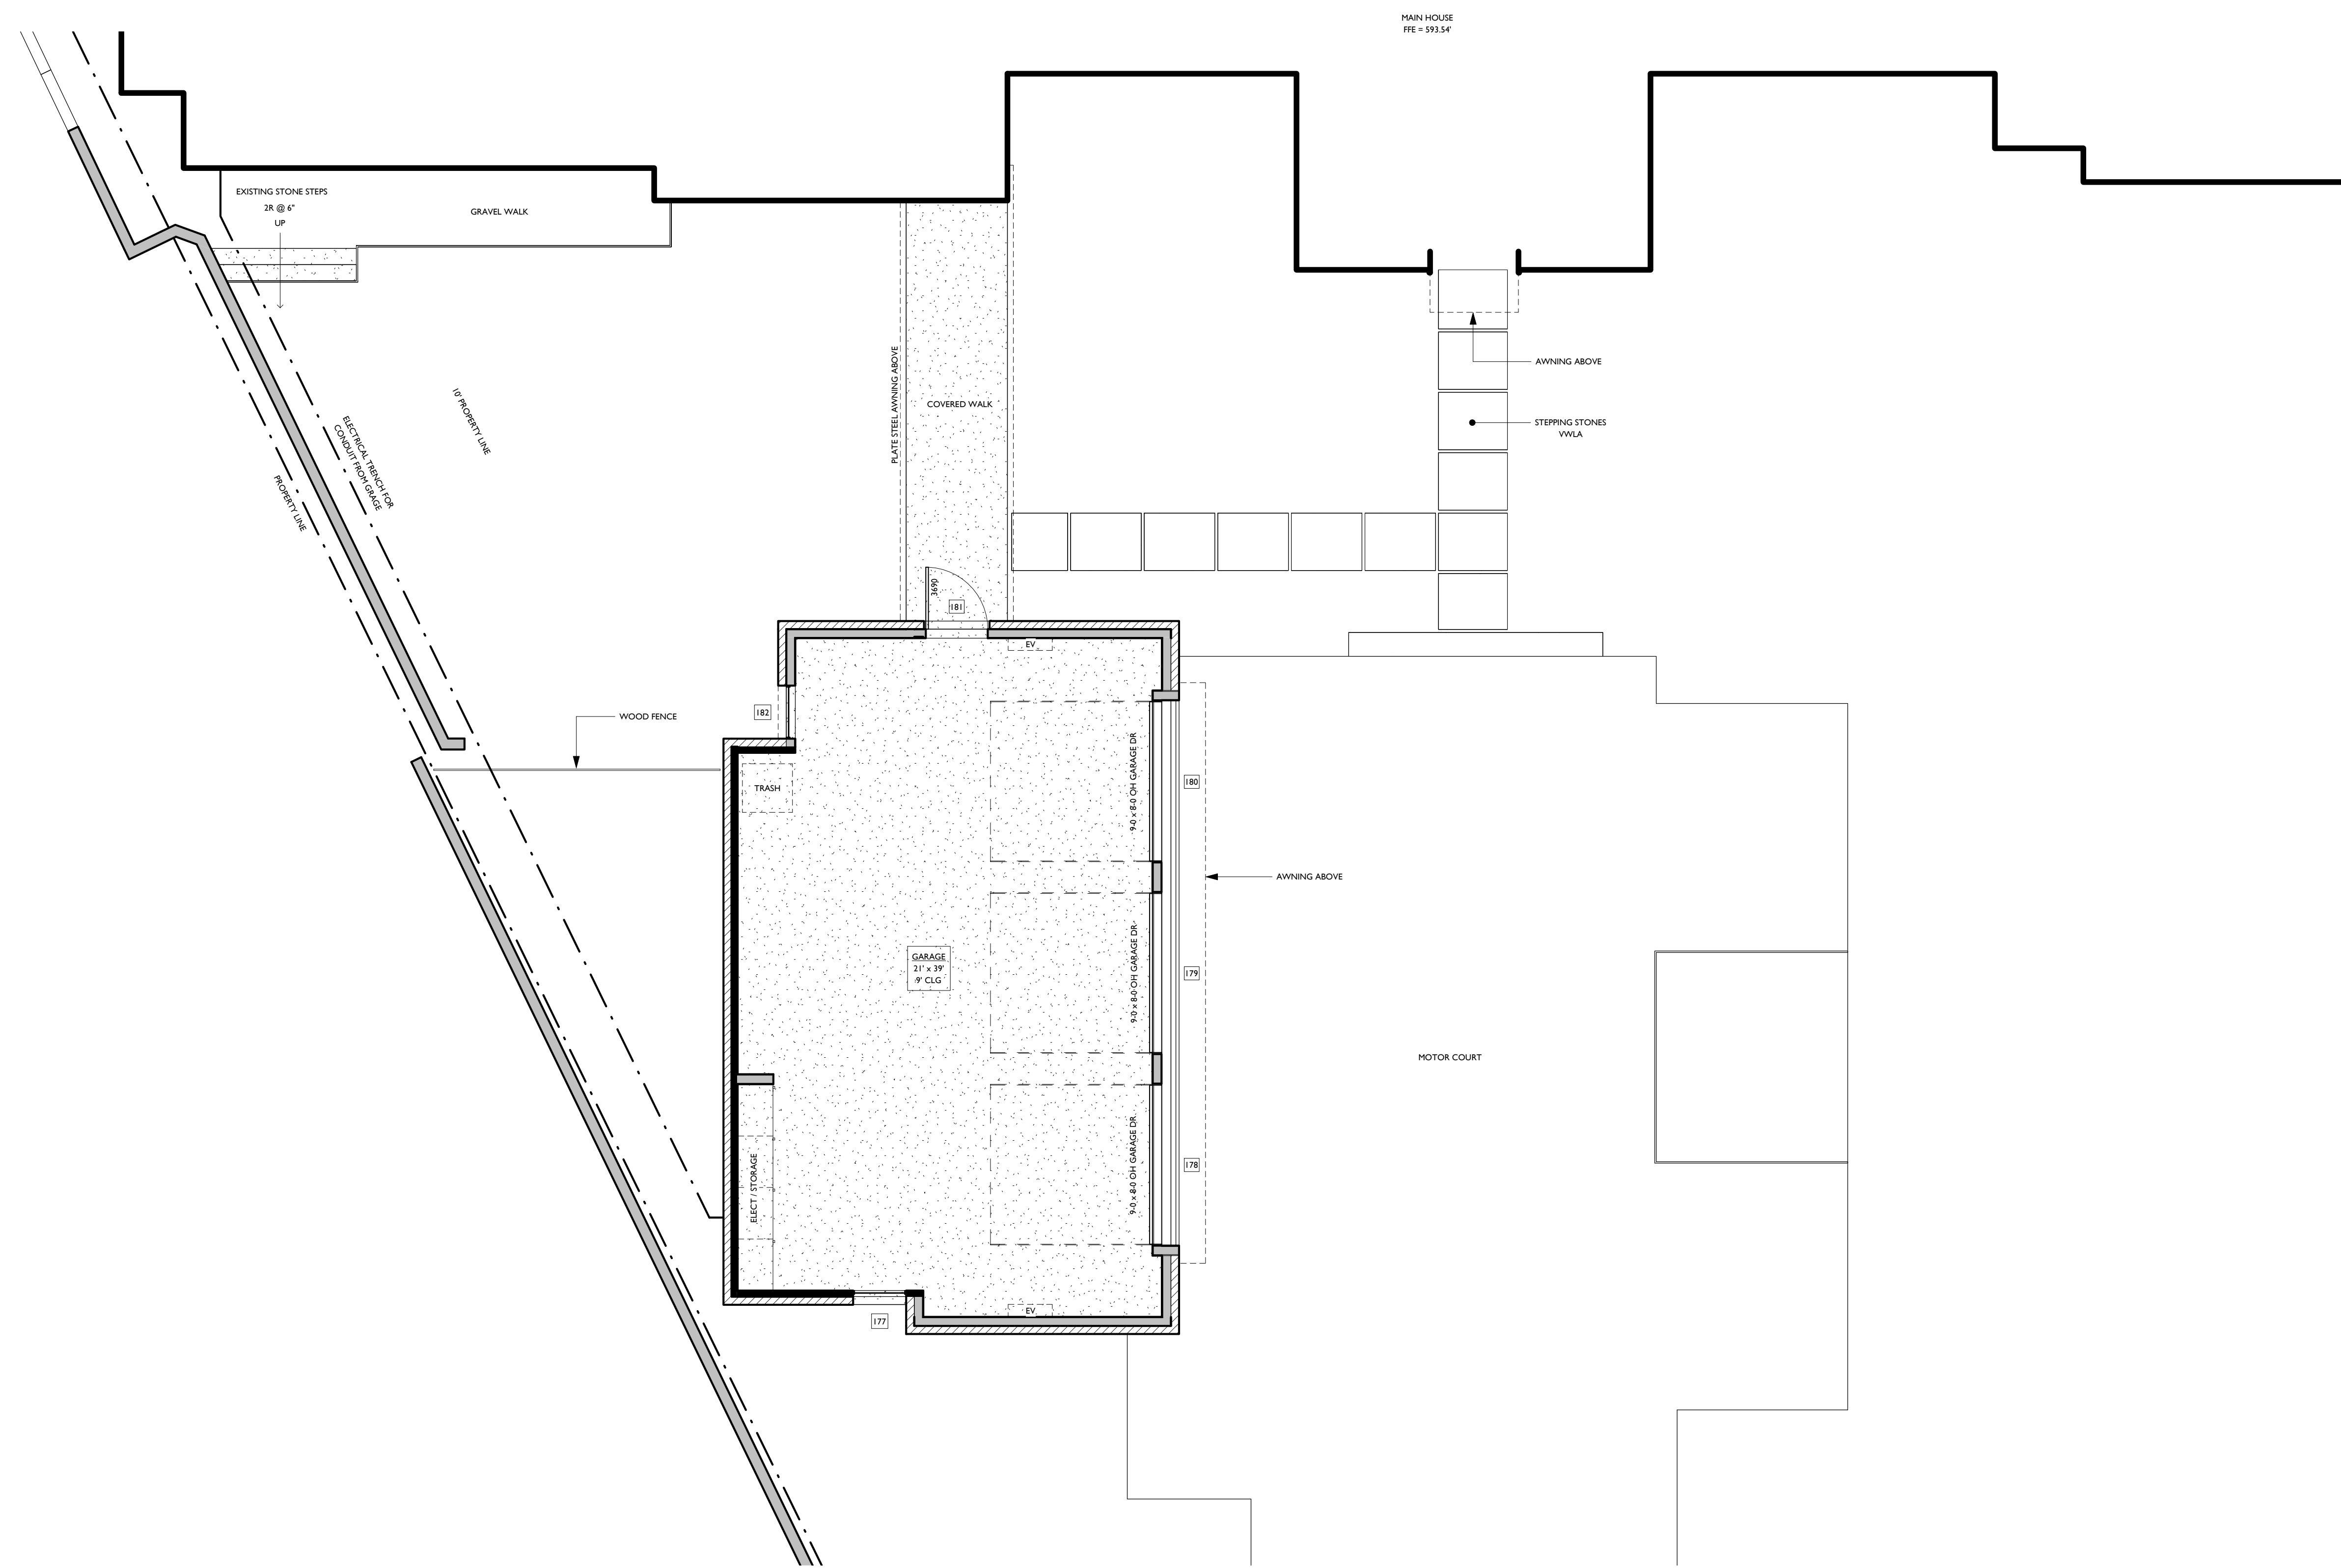 MAIN HOUSE
FFE = 593.54'
EXISTING STONE STEPS
2R @ 6"
UP
GRAVEL WALK
PLATE STEEL AWNING ABOVE
COVERED WALK
AWNING ABOVE
STEPPING STONES
VWLA
10' PROPERTY LINE
ELECTRICAL TRENCH FOR
CONDUIT FROM GRAGE
PROPERTY LINE
3690
181
EV
182
WOOD FENCE
TRASH
9-0 x 8-0 OH GARAGE DR
180
AWNING ABOVE
GARAGE
21' x 39'
9' CLG
9-0 x 8-0 OH GARAGE DR
179
MOTOR COURT
ELECT / STORAGE
9-0 x 8-0 OH GARAGE DR
178
EV
177